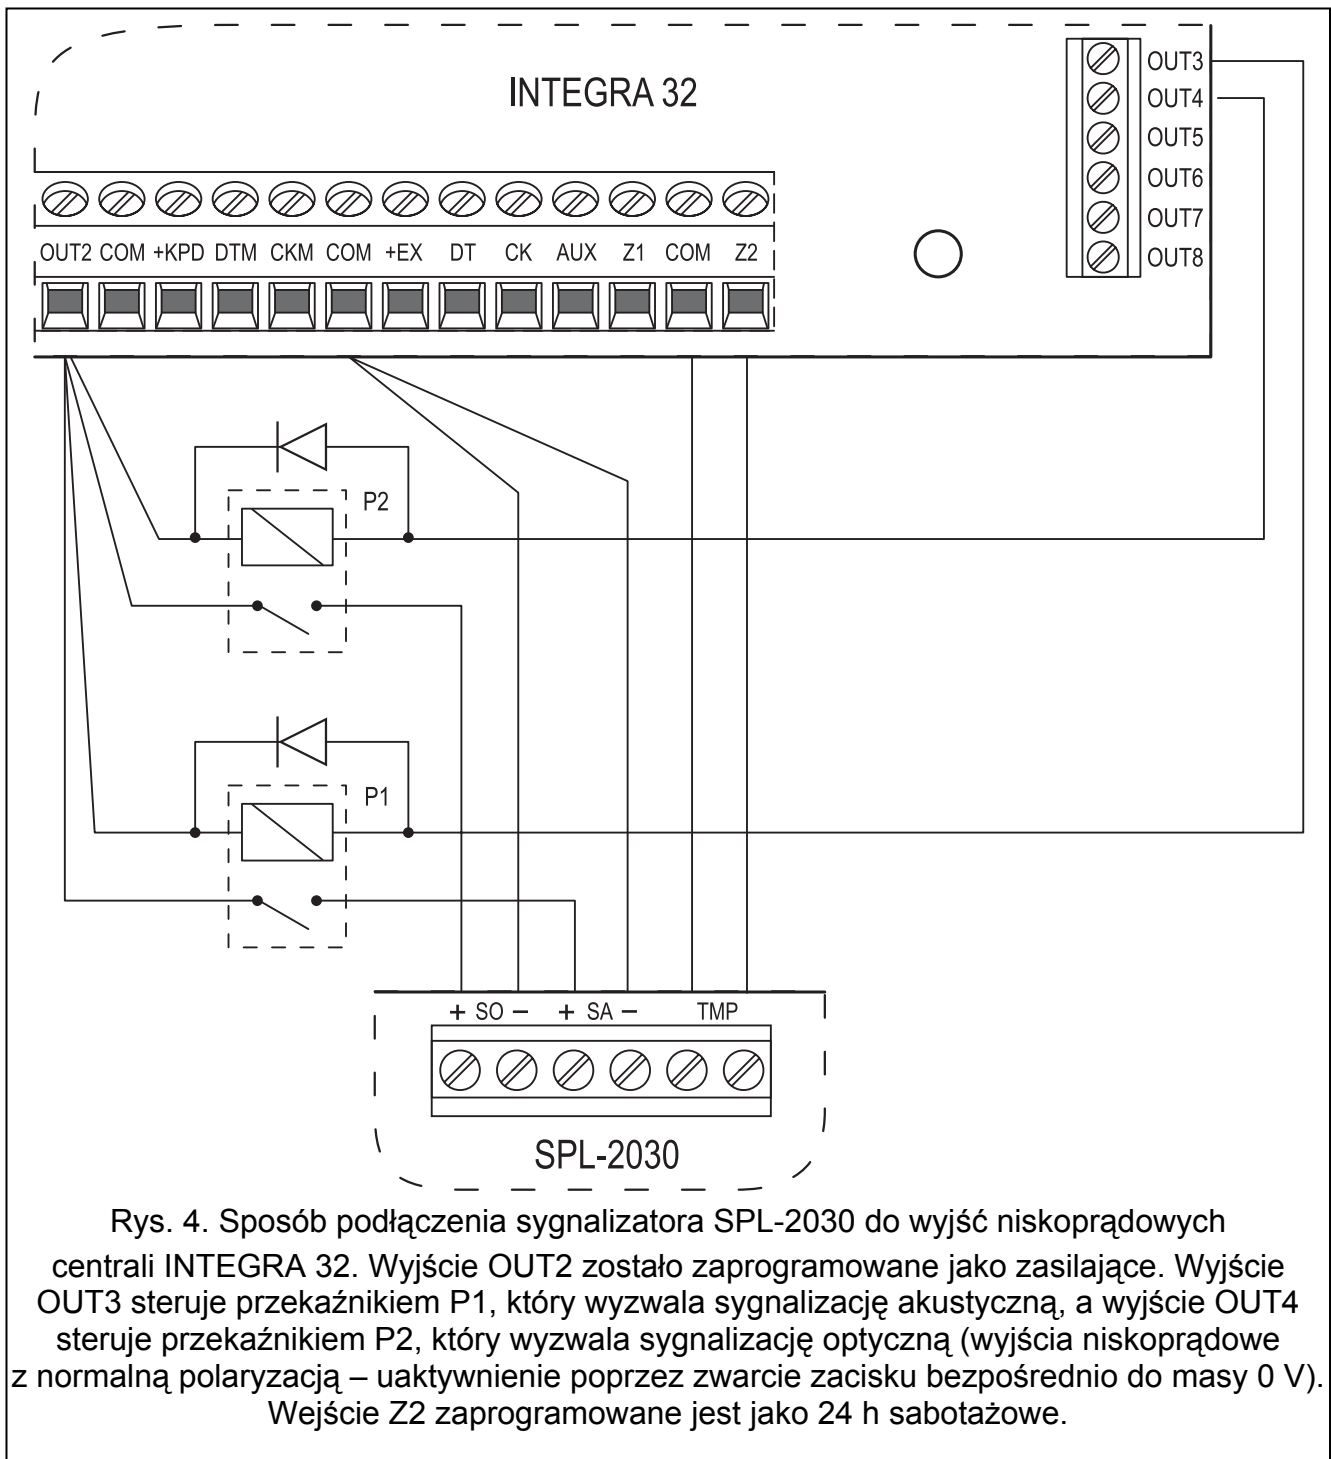 INTEGRA 32
OUT3
OUT4
OUT5
OUT6
OUT7
OUT8
OUT2 COM +KPD DTM CKM COM +EX DT CK AUX Z1 COM Z2
P2
P1
+ SO − + SA − TMP
SPL-2030
Rys. 4. Sposób podłączenia sygnalizatora SPL-2030 do wyjść niskoprądowych
centrali INTEGRA 32. Wyjście OUT2 zostało zaprogramowane jako zasilające. Wyjście
OUT3 steruje przekaźnikiem P1, który wyzwala sygnalizację akustyczną, a wyjście OUT4
steruje przekaźnikiem P2, który wyzwala sygnalizację optyczną (wyjścia niskoprądowe
z normalną polaryzacją – uaktywnienie poprzez zwarcie zacisku bezpośrednio do masy 0 V).
Wejście Z2 zaprogramowane jest jako 24 h sabotażowe.